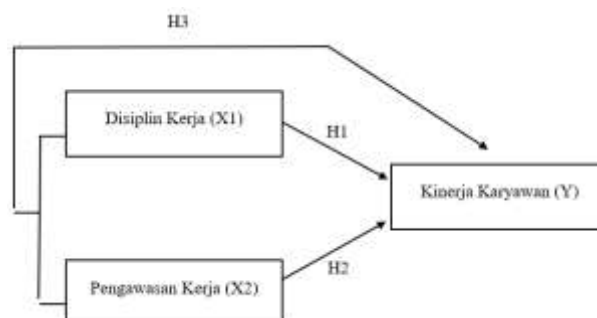 H3
Disiplin Kerja (X1)
H1
Kinerja Karyawan (Y)
H2
Pengawasan Kerja (X2)